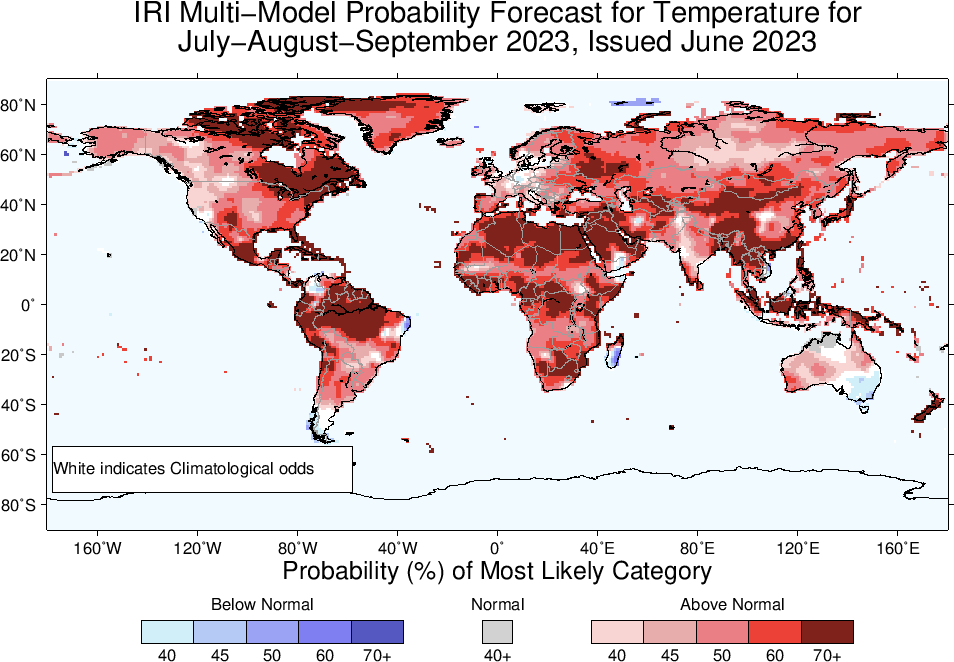 IRI Multi−Model Probability Forecast for Temperature for
July−August−September 2023, Issued June 2023
80˚N
60˚N
40˚N
20˚N
0˚
20˚S
40˚S
60˚S
80˚S
White indicates Climatological odds
160˚W 120˚W 80˚W 40˚W 0˚ 40˚E 80˚E 120˚E 160˚E
Probability (%) of Most Likely Category
Below Normal Normal Above Normal
40 45 50 60 70+ 40+ 40 45 50 60 70+